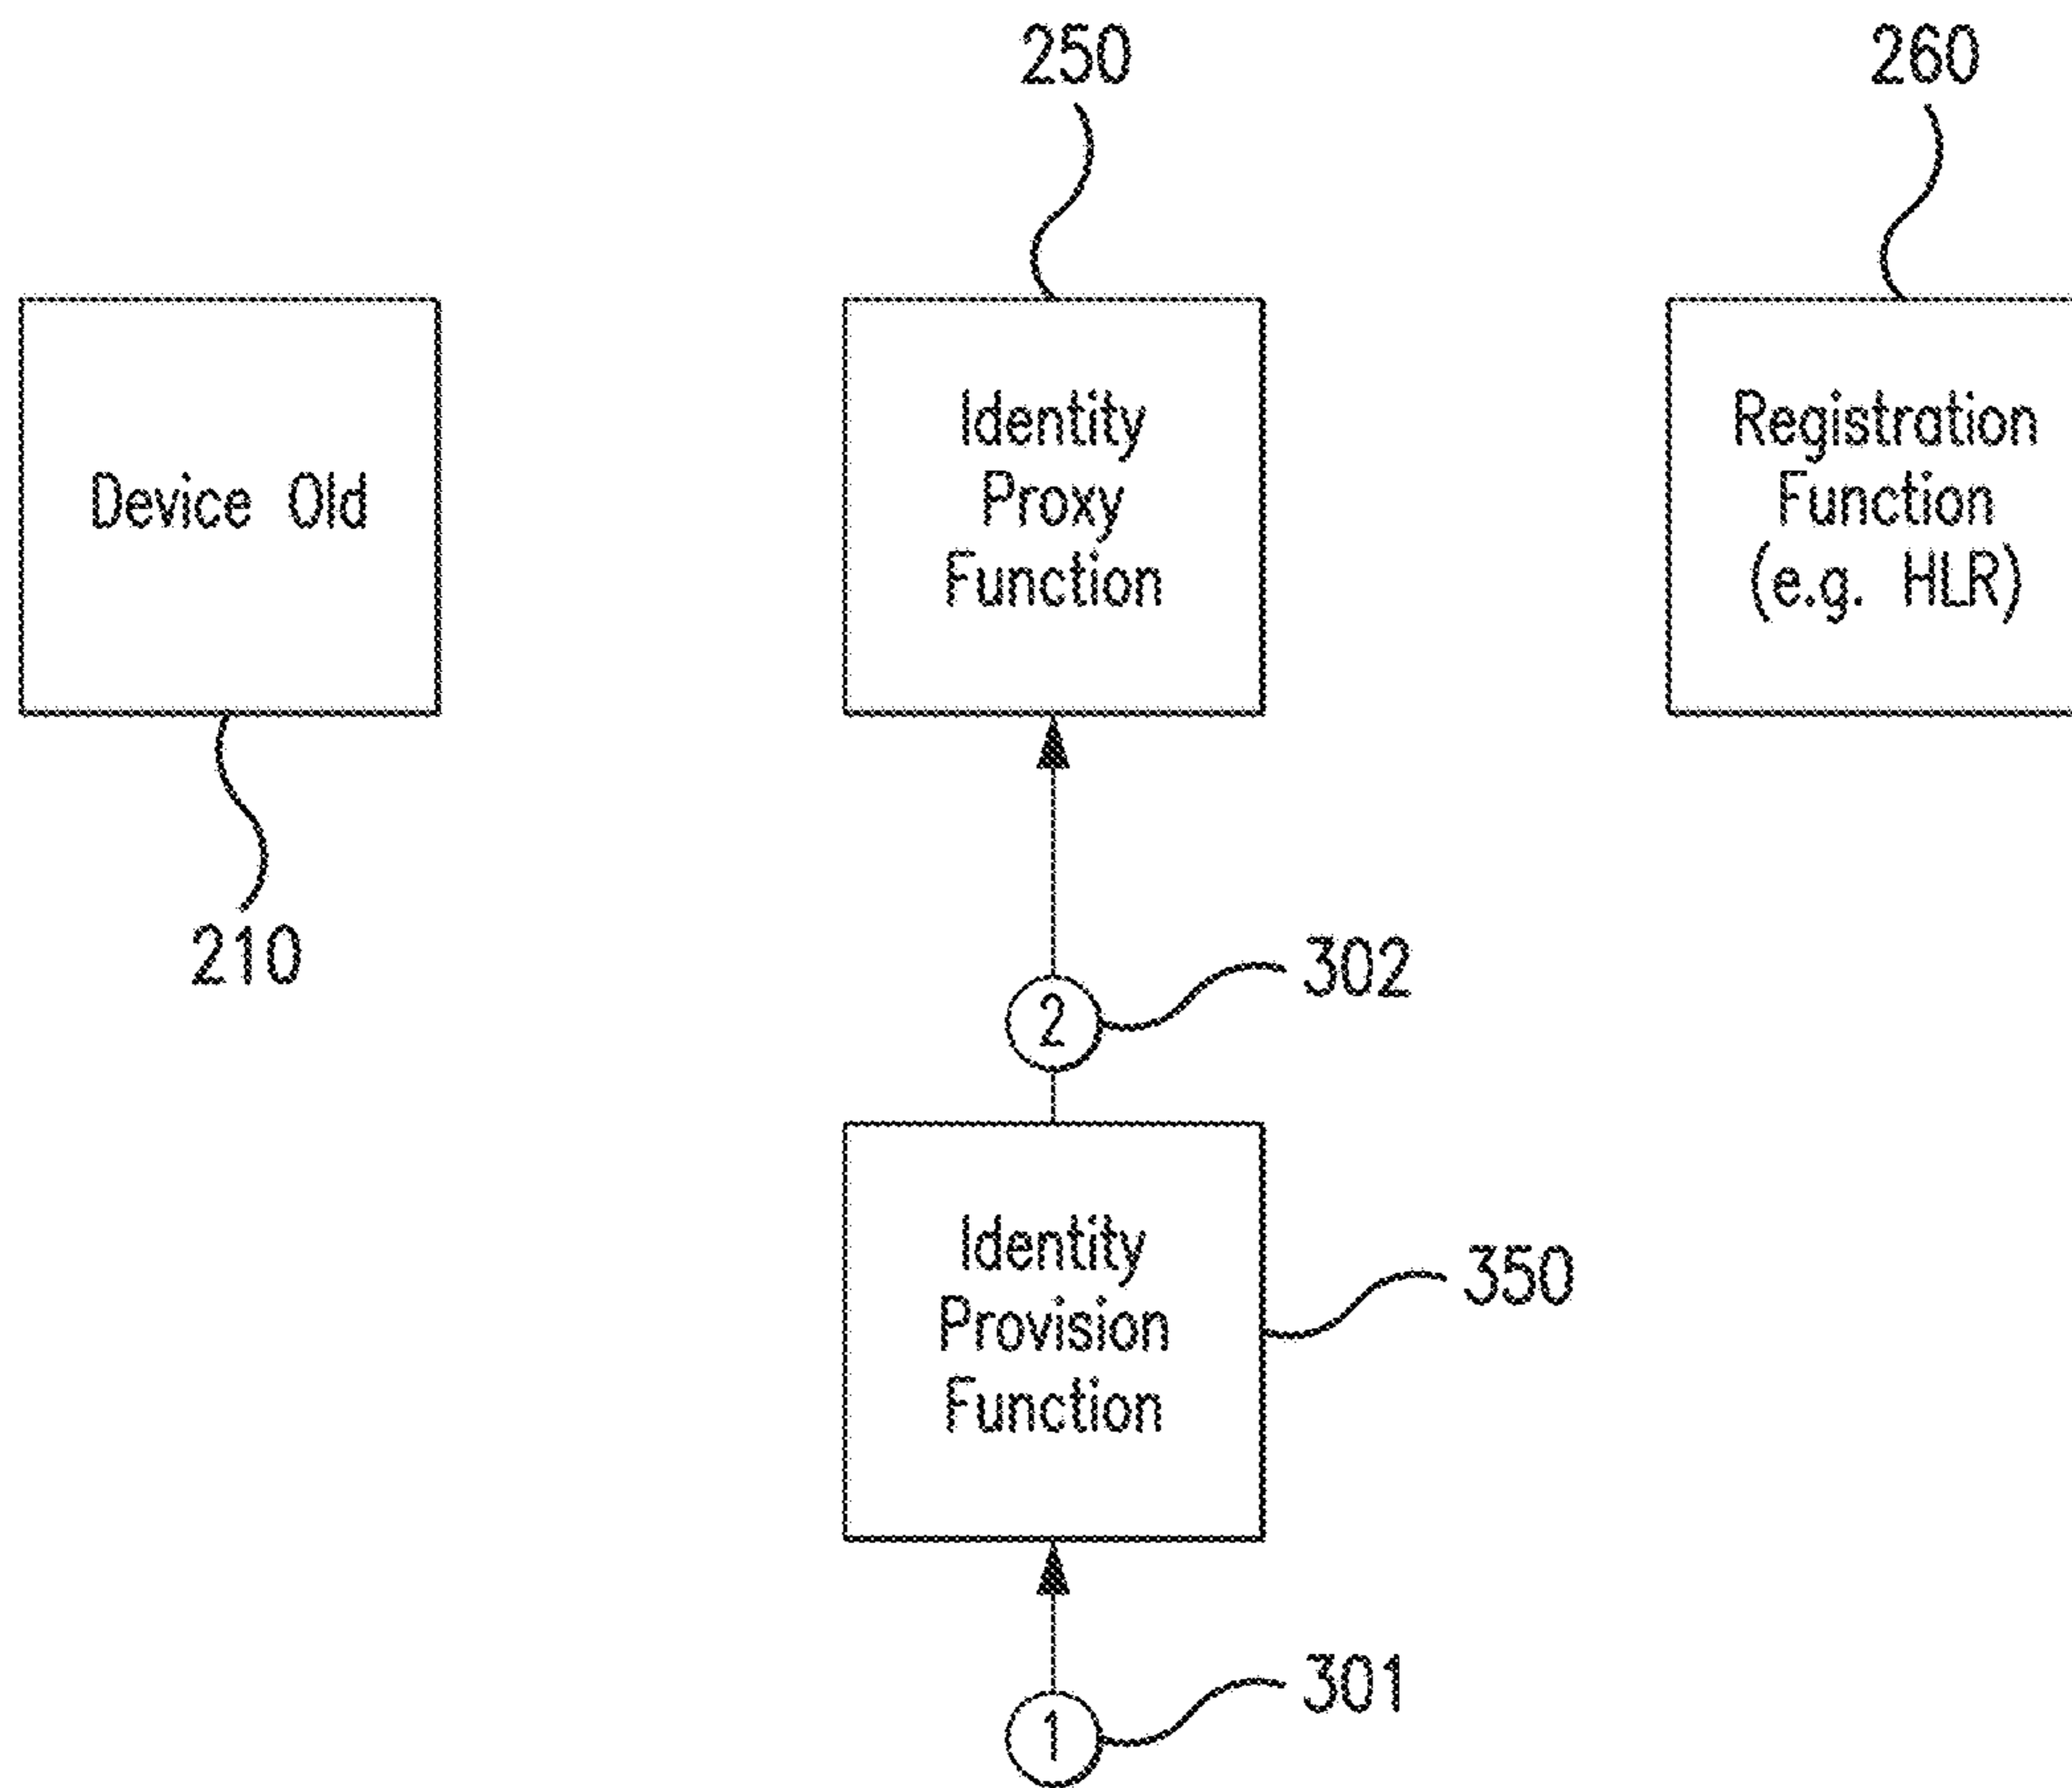 250
260
Device Old
Identity
Proxy
Function
Registration
Function
(e.g. HLR)
210
302
2
Identity
Provision
Function
350
301
1